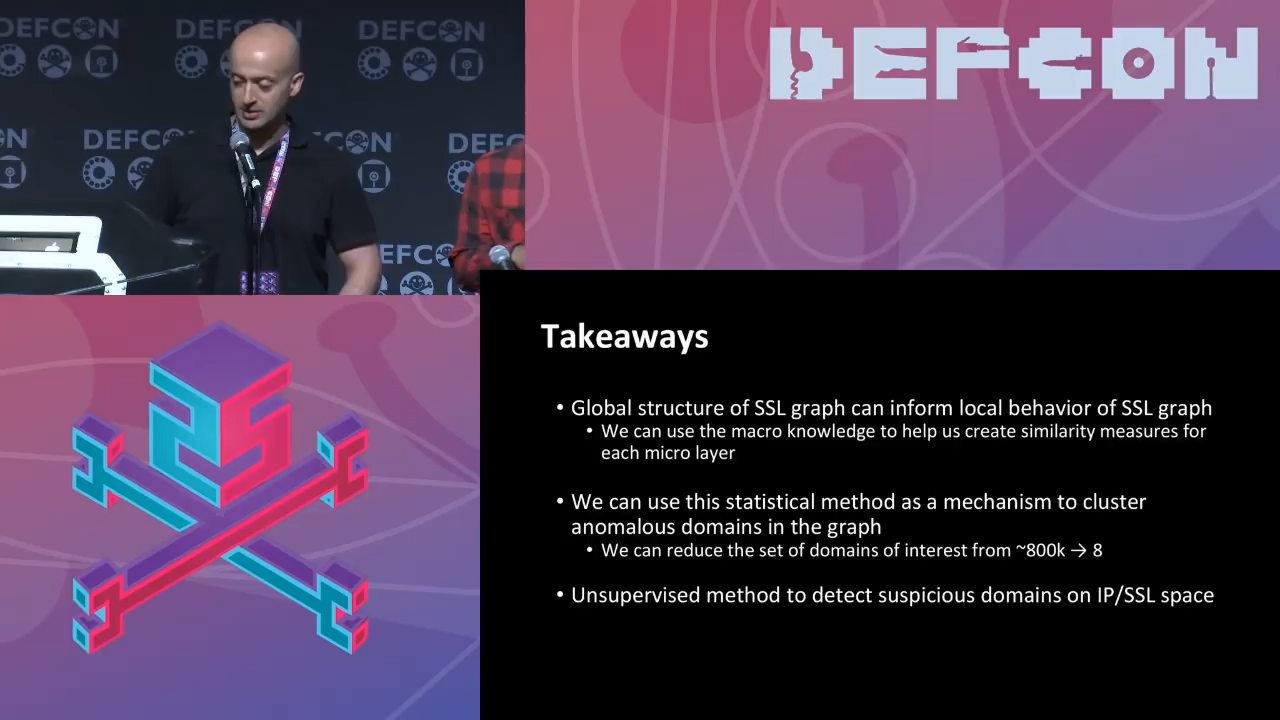 DEFCON
DEFCON
DEFCON
DEFCON
Takeaways
• Global structure of SSL graph can inform local behavior of SSL graph
• We can use the macro knowledge to help us create similarity measures for
each micro layer
• We can use this statistical method as a mechanism to cluster
anomalous domains in the graph
• We can reduce the set of domains of interest from ~800k → 8
• Unsupervised method to detect suspicious domains on IP/SSL space